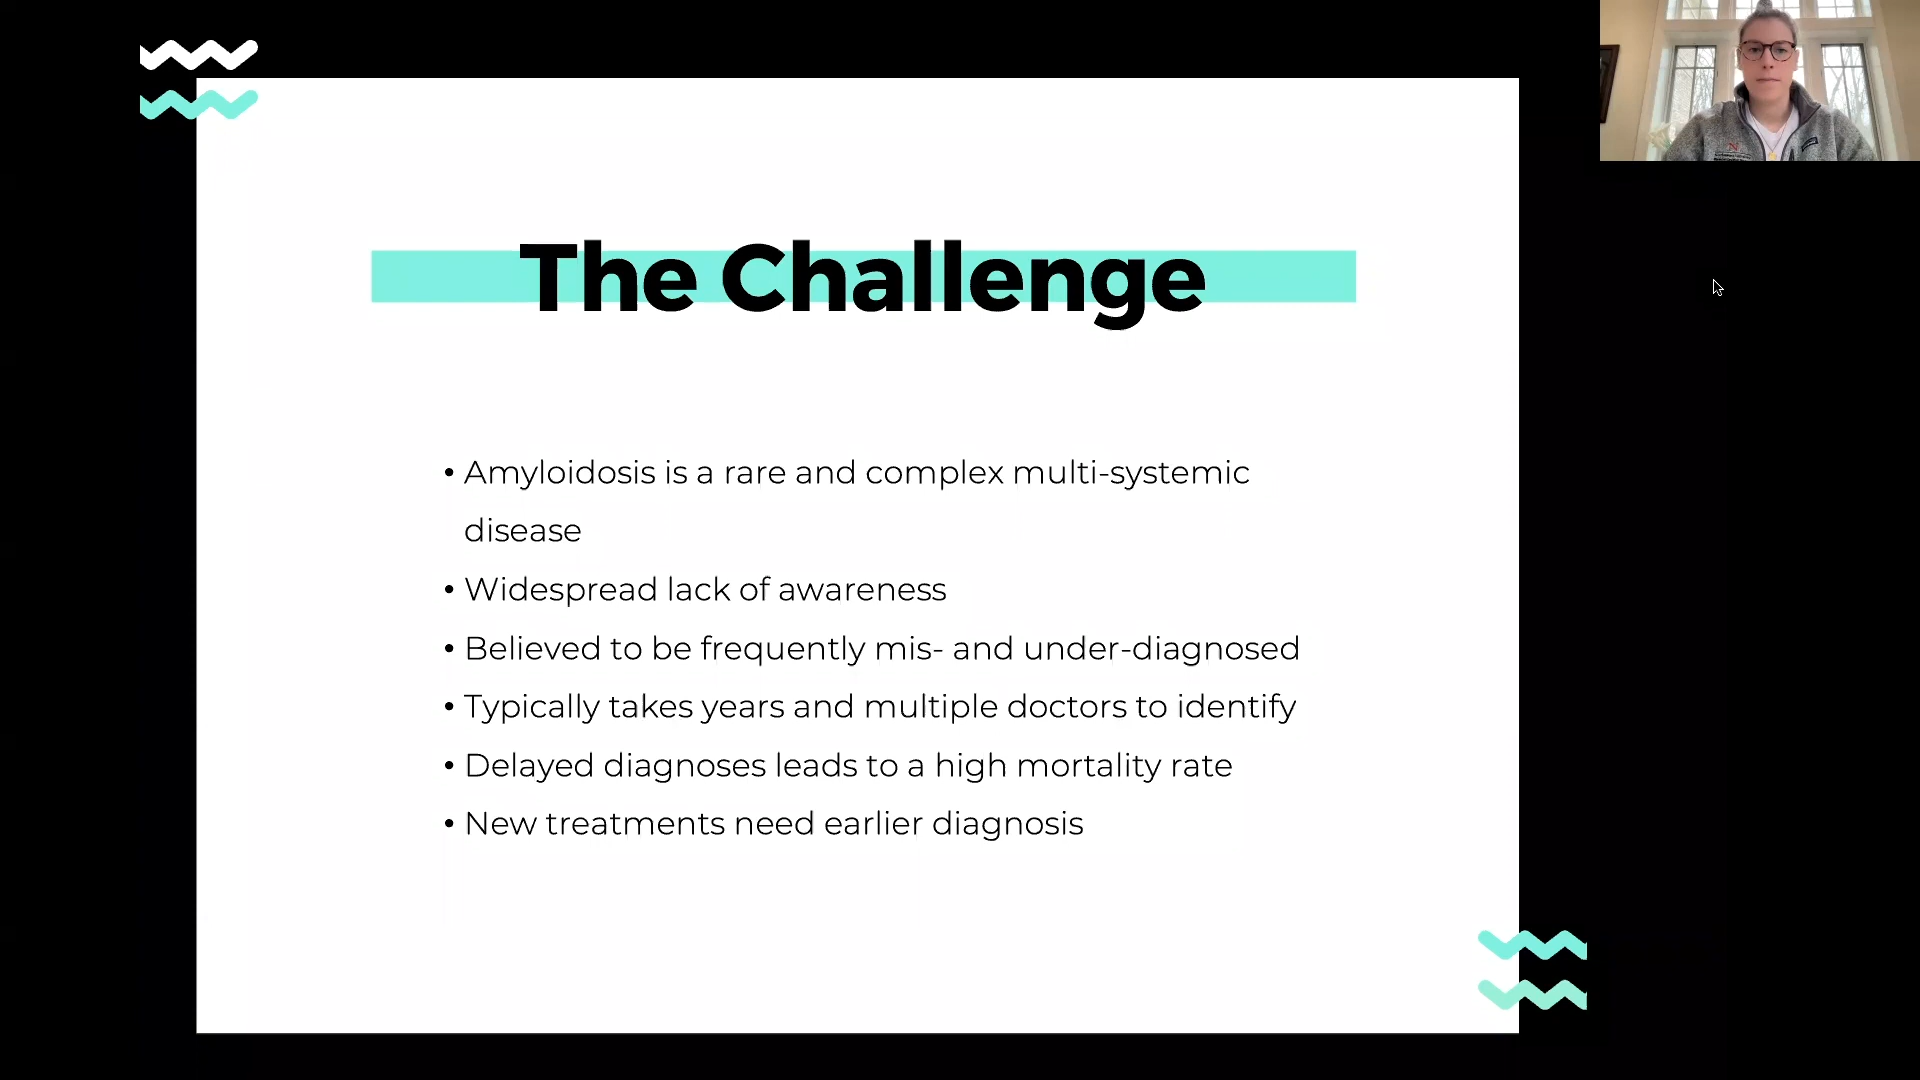 The Challenge
• Amyloidosis is a rare and complex multi-systemic
disease
• Widespread lack of awareness
• Believed to be frequently mis- and under-diagnosed
• Typically takes years and multiple doctors to identify
• Delayed diagnoses leads to a high mortality rate
• New treatments need earlier diagnosis